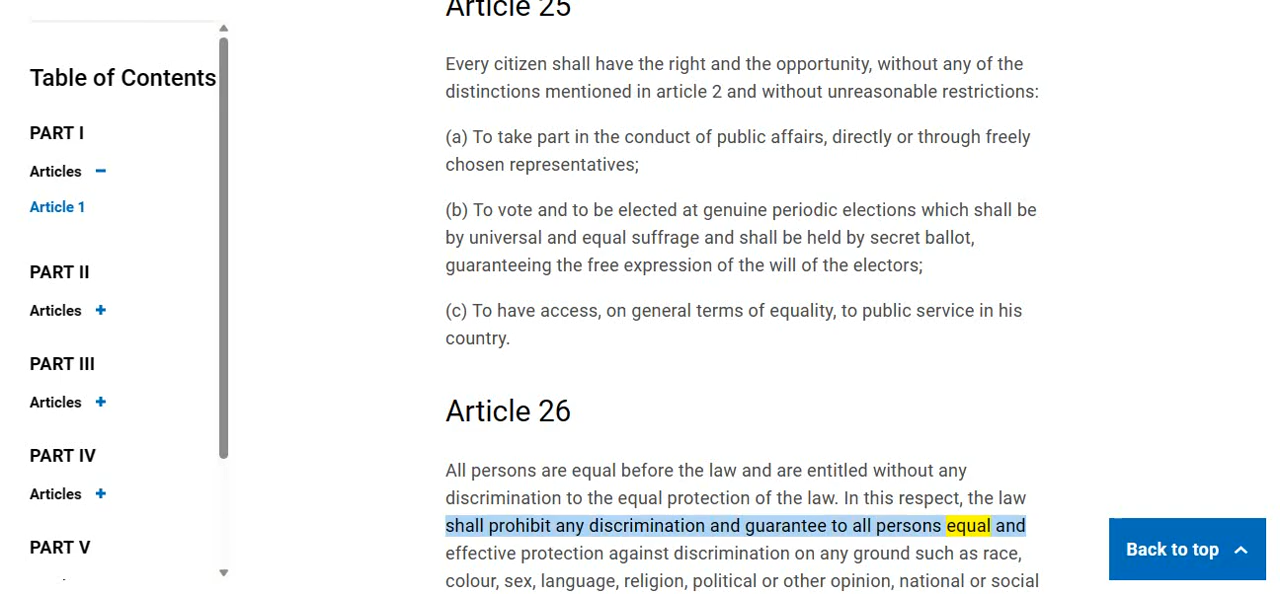 Table of Contents
PART I
Articles
Article 1
PART II
Articles
PART III
Articles
PART IV
Articles
PART V
Article 25
Every citizen shall have the right and the opportunity, without any of the
distinctions mentioned in article 2 and without unreasonable restrictions:
(a) To take part in the conduct of public affairs, directly or through freely
chosen representatives;
(b) To vote and to be elected at genuine periodic elections which shall be
by universal and equal suffrage and shall be held by secret ballot,
guaranteeing the free expression of the will of the electors;
(c) To have access, on general terms of equality, to public service in his
country.
Article 26
All persons are equal before the law and are entitled without any
discrimination to the equal protection of the law. In this respect, the law
shall prohibit any discrimination and guarantee to all persons equal and
effective protection against discrimination on any ground such as race,
colour, sex, language, religion, political or other opinion, national or social
Back to top